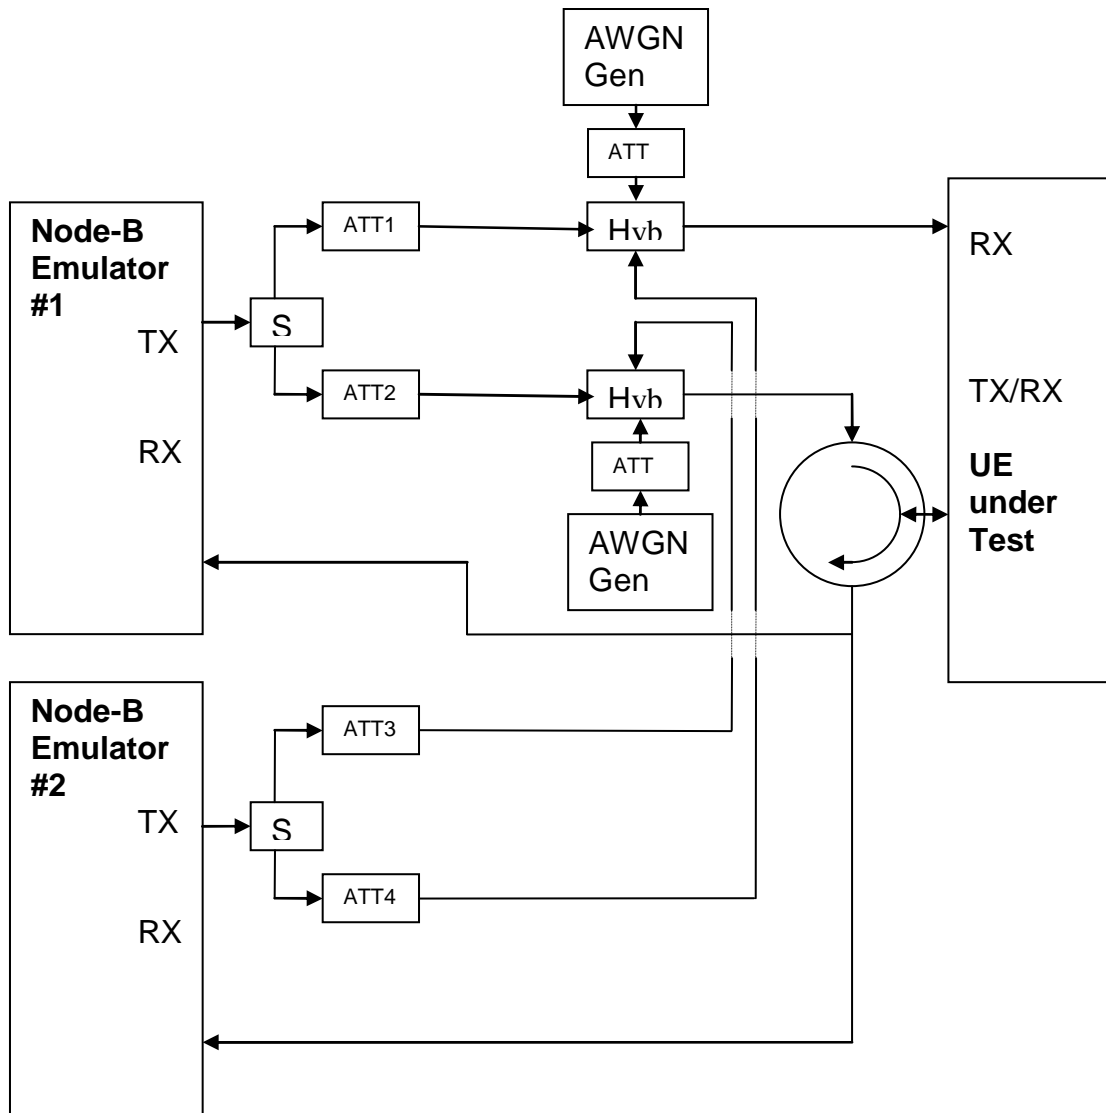 AWGN
Gen
ATT
Node-B
Emulator
#1
TX
RX
S
ATT1
ATT2
Hyb
Hyb
ATT
AWGN
Gen
RX
TX/RX
UE
under
Test
Node-B
Emulator
#2
TX
RX
S
ATT3
ATT4